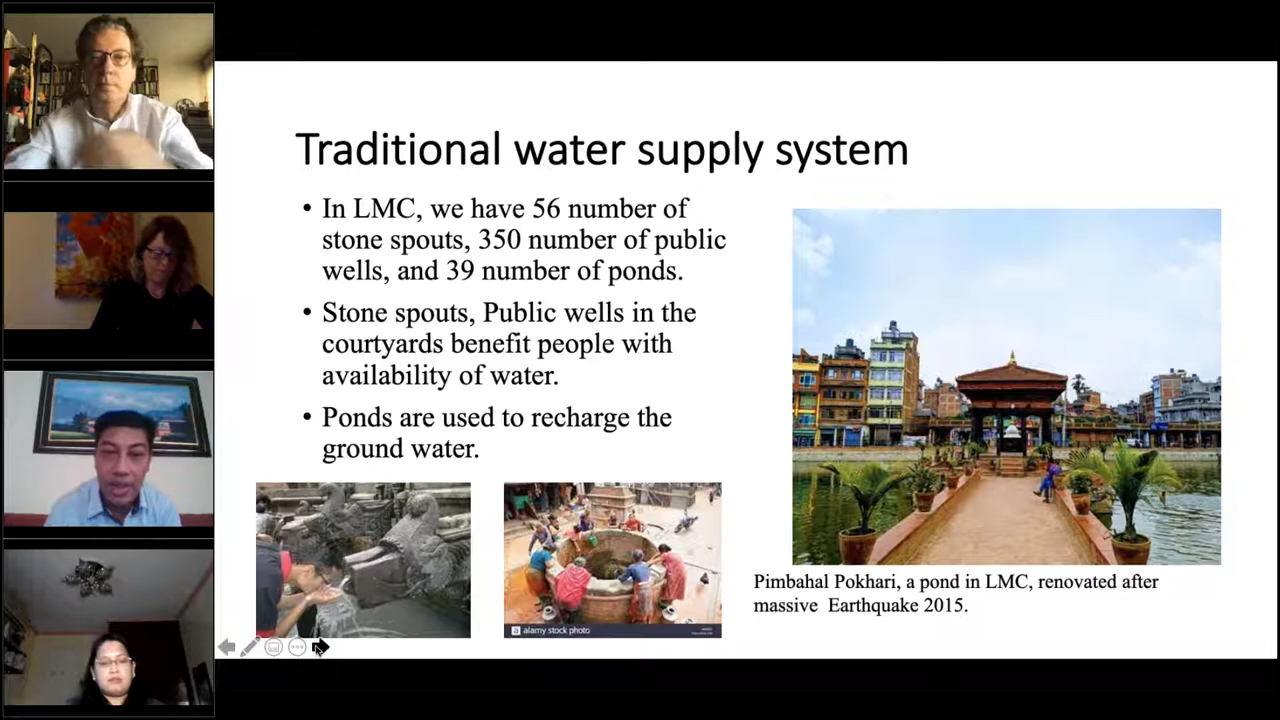 Traditional water supply system
• In LMC, we have 56 number of
stone spouts, 350 number of public
wells, and 39 number of ponds.
• Stone spouts, Public wells in the
courtyards benefit people with
availability of water.
• Ponds are used to recharge the
ground water.
a alamy stock photo
Pimbahal Pokhari, a pond in LMC, renovated after
massive Earthquake 2015.